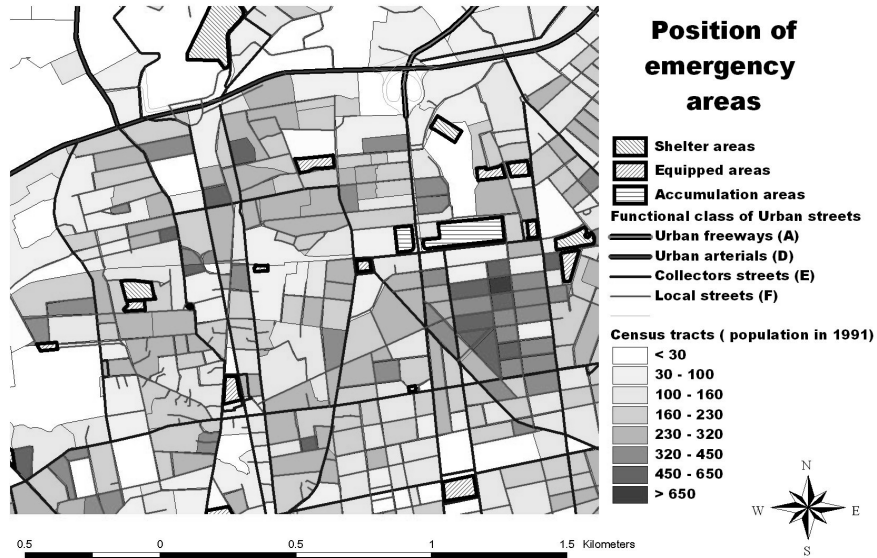 Position of
emergency
areas
Shelter areas
Equipped areas
Accumulation areas
Functional class of Urban streets
Urban freeways (A)
Urban arterials (D)
Collectors streets (E)
Local streets (F)
Census tracts ( population in 1991)
< 30
30 - 100
100 - 160
160 - 230
230 - 320
320 - 450
450 - 650
> 650
N
W E
S
0.5 0 0.5 1 1.5 Kilometers